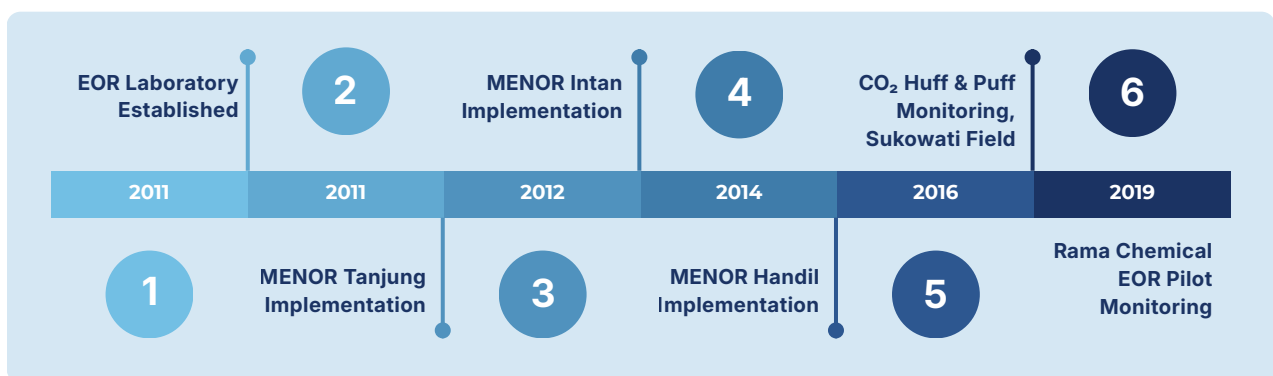 EOR Laboratory
Established
2
MENOR Intan
Implementation
4
CO₂ Huff & Puff
Monitoring,
Sukowati Field
6
2011
2011
2012
2014
2016
2019
1
MENOR Tanjung
Implementation
3
MENOR Handil
Implementation
5
Rama Chemical
EOR Pilot
Monitoring